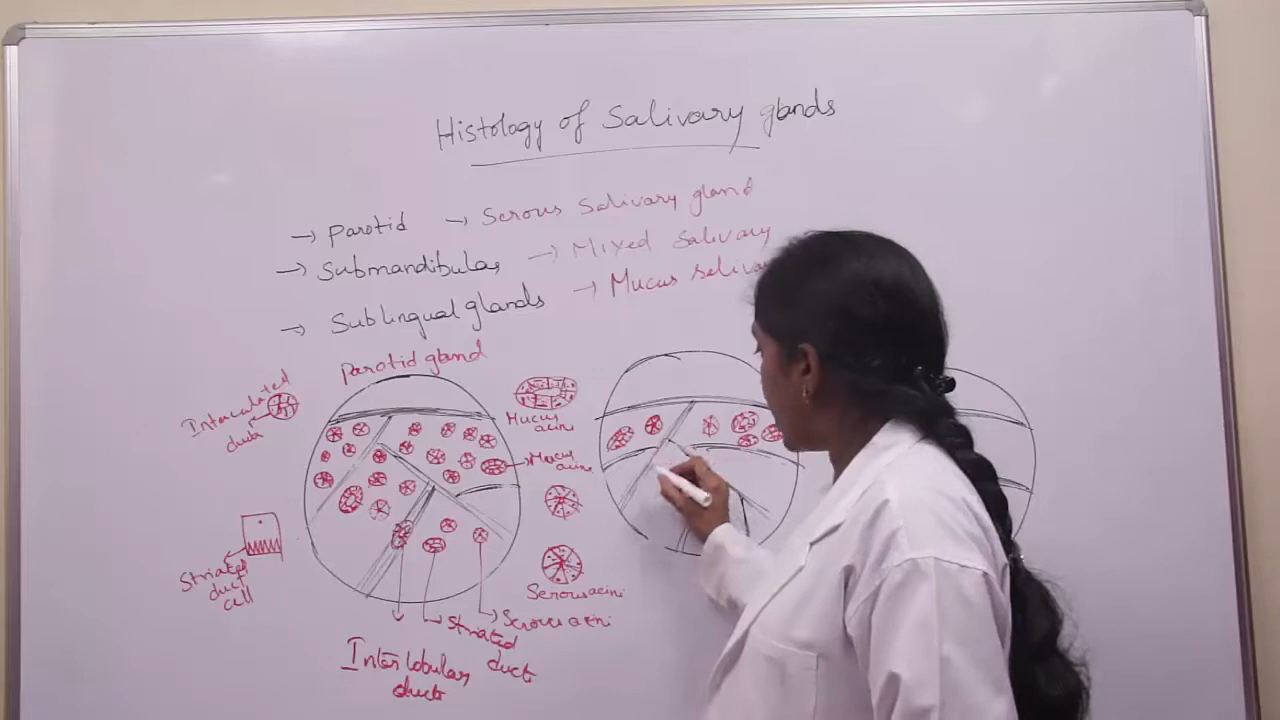 Histology of Salivary glands
→ Parotid → Serous Salivary gland
→ Submandibular → Mixed Salivary
→ Sublingual glands → Mucus
Parotid gland
Intercalated
duct
Mucus
acini
Mucus
acini
Striated
duct
cell
Serous acini
Serous acini
Striated
duct
Interlobular
duct